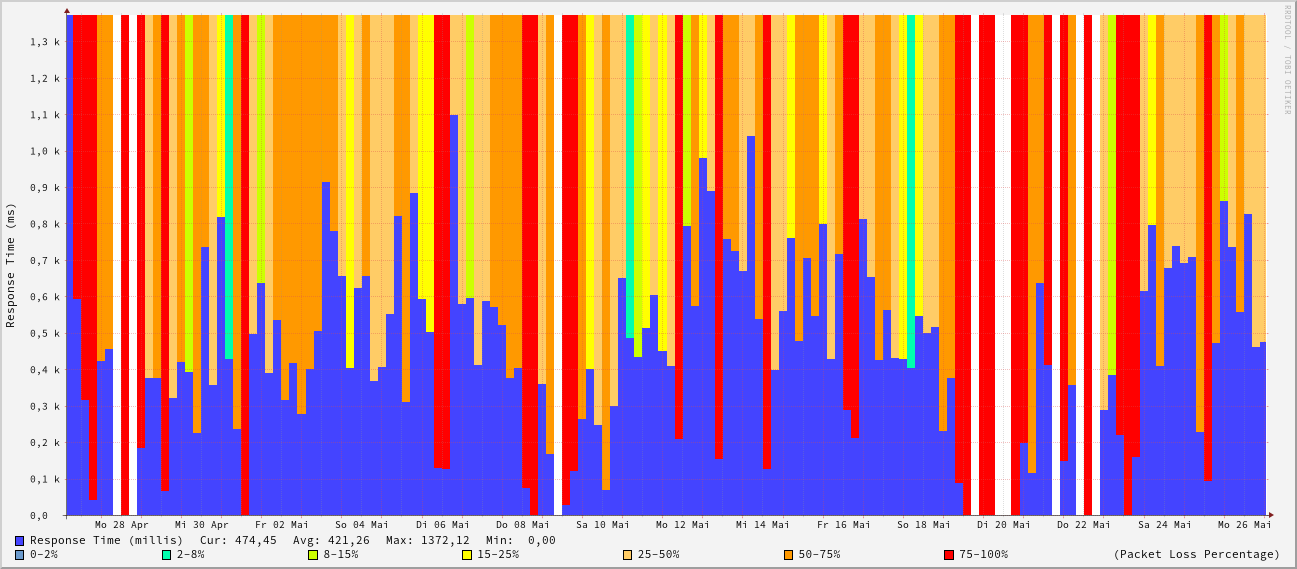 RRDTOOL / TOBI OETIKER
Response Time (ms)
1,3 k
1,2 k
1,1 k
1,0 k
0,9 k
0,8 k
0,7 k
0,6 k
0,5 k
0,4 k
0,3 k
0,2 k
0,1 k
0,0
Mo 28 Apr Mi 30 Apr Fr 02 Mai So 04 Mai Di 06 Mai Do 08 Mai Sa 10 Mai Mo 12 Mai Mi 14 Mai Fr 16 Mai So 18 Mai Di 20 Mai Do 22 Mai Sa 24 Mai Mo 26 Mai
Response Time (millis) Cur: 474,45 Avg: 421,26 Max: 1372,12 Min: 0,00
0-2% 2-8% 8-15% 15-25% 25-50% 50-75% 75-100% (Packet Loss Percentage)